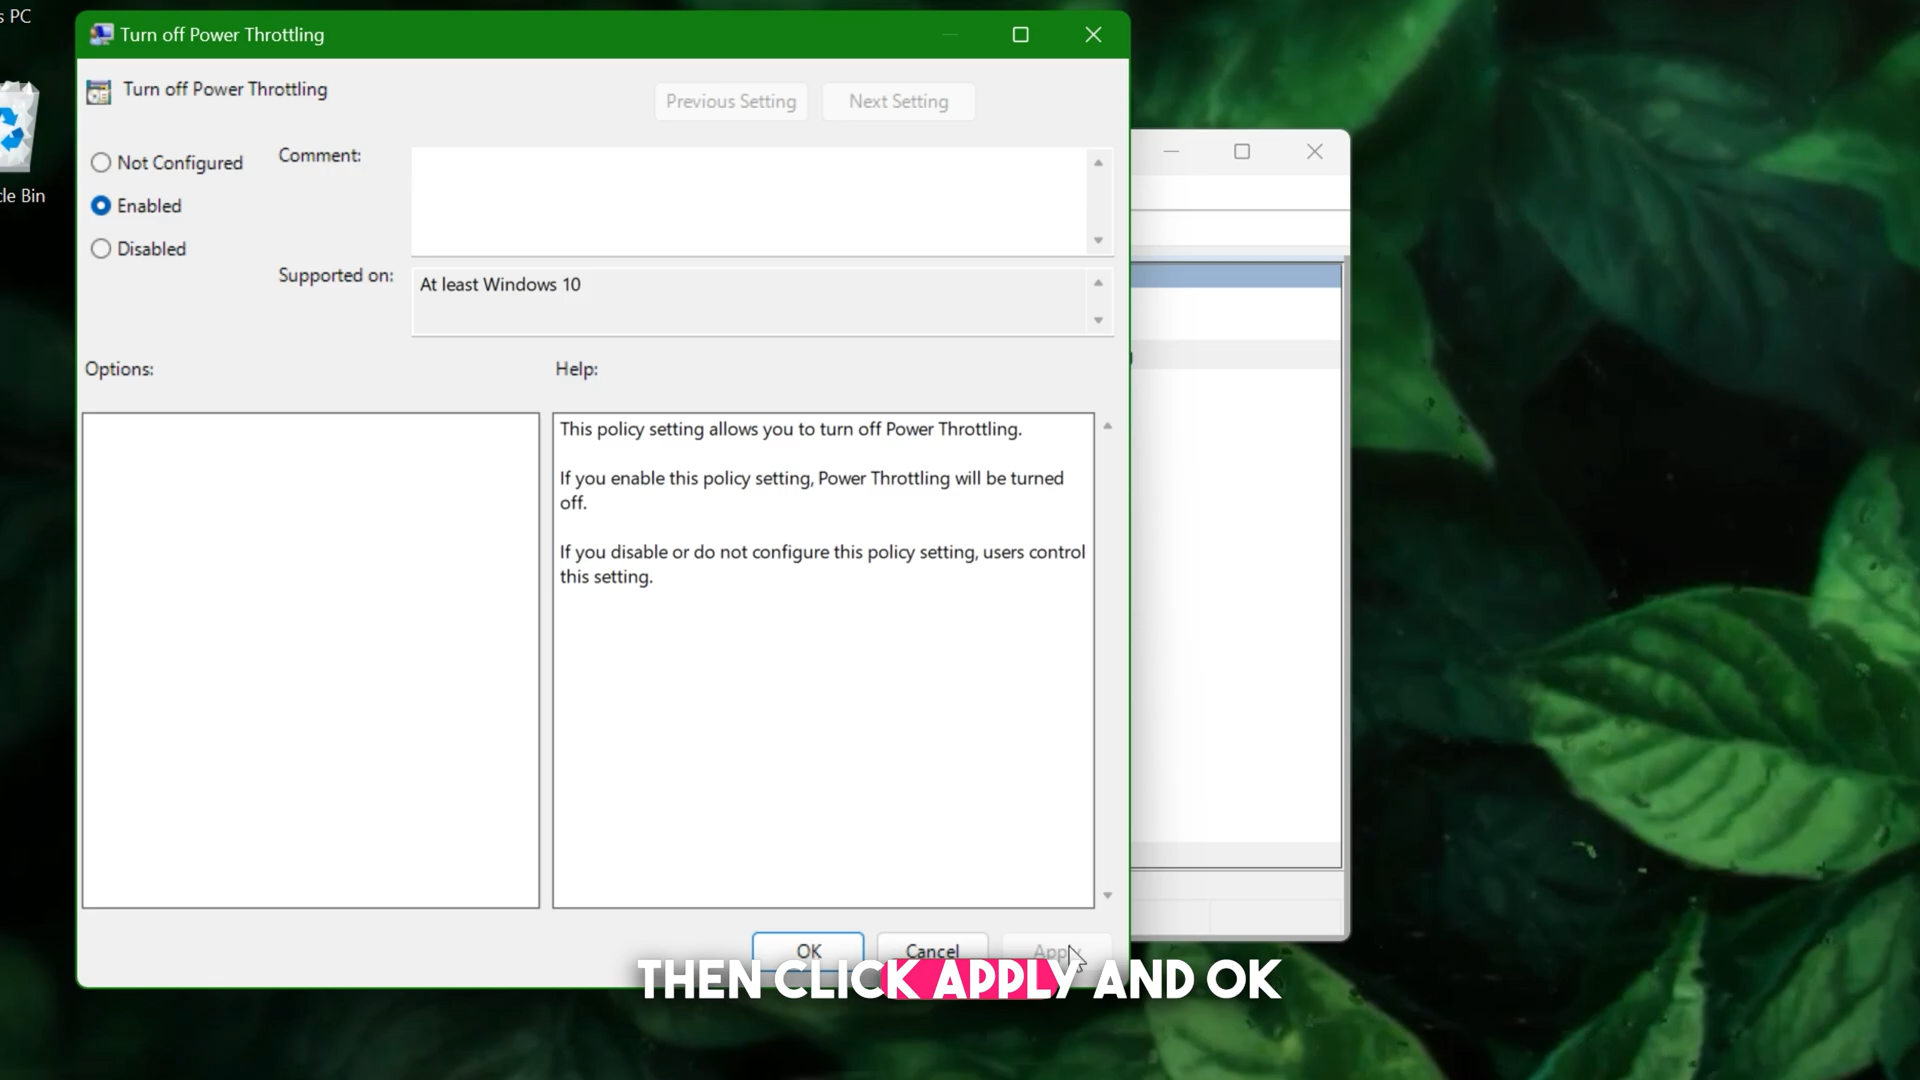 s PC
cle Bin
Turn off Power Throttling
Turn off Power Throttling
Previous Setting
Next Setting
Not Configured
Enabled
Disabled
Comment:
Supported on:
At least Windows 10
Options:
Help:
This policy setting allows you to turn off Power Throttling.
If you enable this policy setting, Power Throttling will be turned
off.
If you disable or do not configure this policy setting, users control
this setting.
OK
Cancel
Apply
THEN CLICK APPLY AND OK